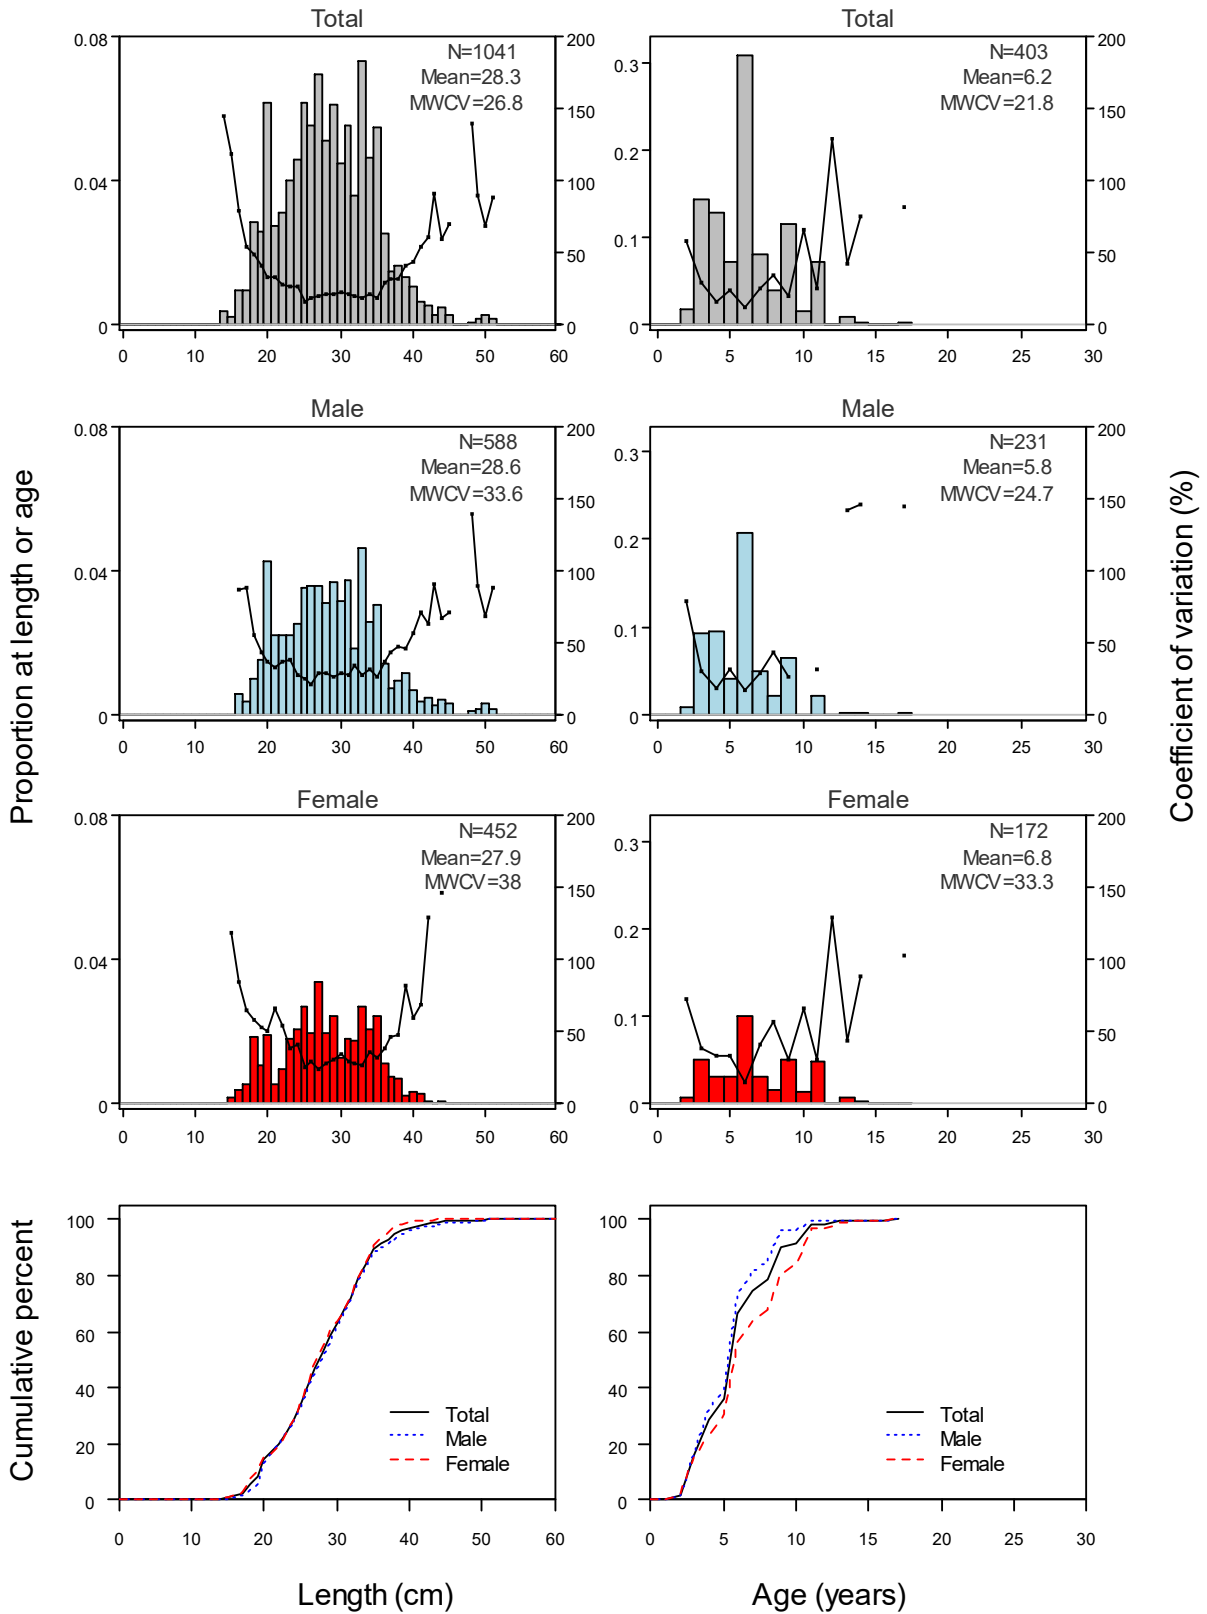 Total
Total
0.08
0.04
0
200
150
100
50
0
N=1041
Mean=28.3
MWCV=26.8
0 10 20 30 40 50 60
0.3
0.2
0.1
0
200
150
100
50
0
N=403
Mean=6.2
MWCV=21.8
0 5 10 15 20 25 30
Male
Male
0.08
0.04
0
200
150
100
50
0
N=588
Mean=28.6
MWCV=33.6
0 10 20 30 40 50 60
0.3
0.2
0.1
0
200
150
100
50
0
N=231
Mean=5.8
MWCV=24.7
0 5 10 15 20 25 30
Proportion at length or age
Coefficient of variation (%)
Female
Female
0.08
0.04
0
200
150
100
50
0
N=452
Mean=27.9
MWCV=38
0 10 20 30 40 50 60
0.3
0.2
0.1
0
200
150
100
50
0
N=172
Mean=6.8
MWCV=33.3
0 5 10 15 20 25 30
Cumulative percent
100
80
60
40
20
0
Total
Male
Female
0 10 20 30 40 50 60
Length (cm)
100
80
60
40
20
0
Total
Male
Female
0 5 10 15 20 25 30
Age (years)